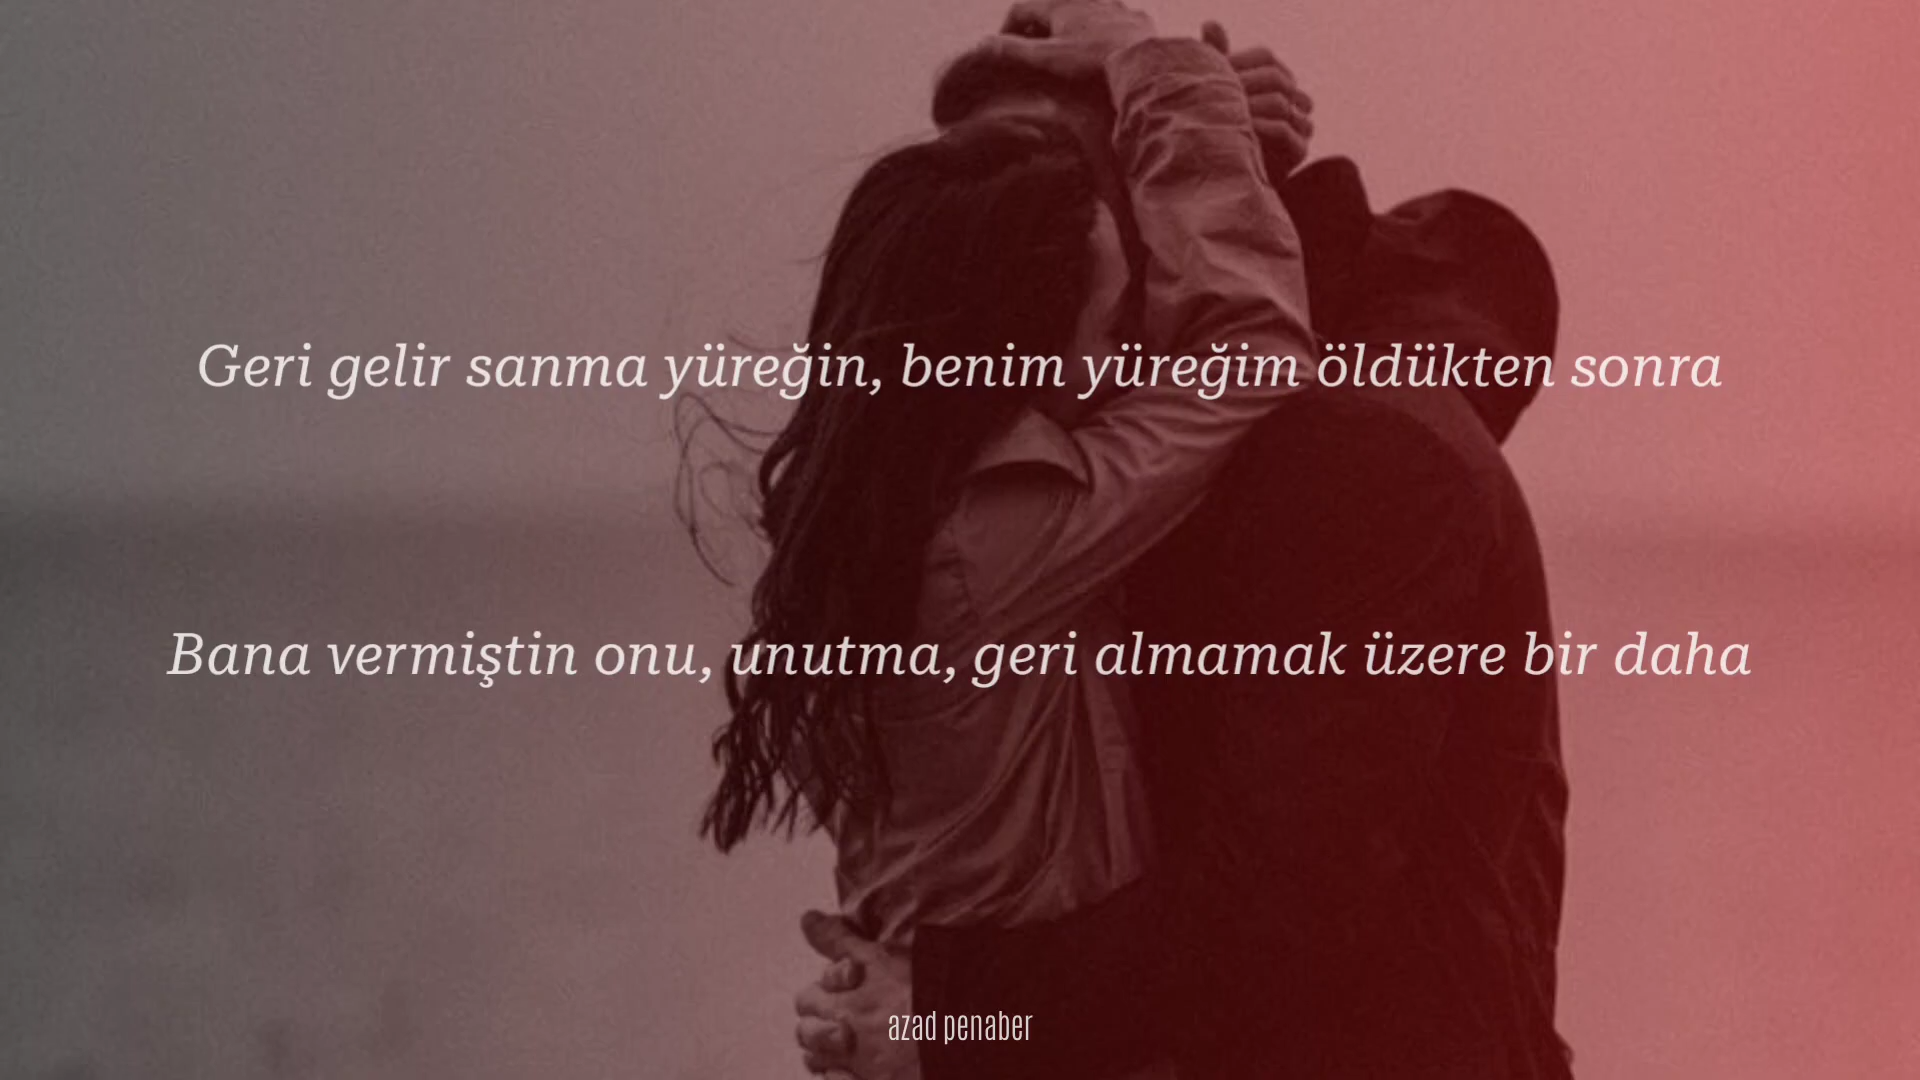 Geri gelir sanma yüreğin, benim yüreğim öldükten sonra
Bana vermiştin onu, unutma, geri almamak üzere bir daha
azad penaber